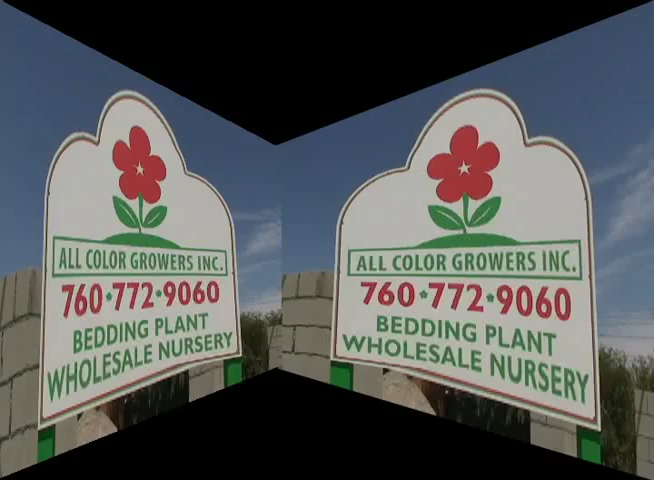 ALL COLOR GROWERS INC.
760*772*9060
BEDDING PLANT
WHOLESALE NURSERY
ALL COLOR GROWERS INC.
760*772*9060
BEDDING PLANT
WHOLESALE NURSERY